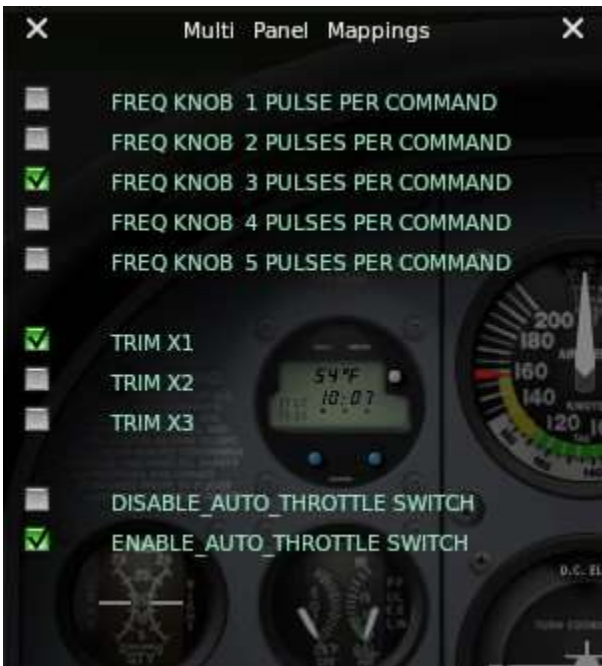 Multi Panel Mappings
FREQ KNOB 1 PULSE PER COMMAND
FREQ KNOB 2 PULSES PER COMMAND
FREQ KNOB 3 PULSES PER COMMAND
FREQ KNOB 4 PULSES PER COMMAND
FREQ KNOB 5 PULSES PER COMMAND
TRIM X1
TRIM X2
TRIM X3
DISABLE_AUTO_THROTTLE SWITCH
ENABLE_AUTO_THROTTLE SWITCH
54°F
10:07
200
180
160
140
120
D.C. EL